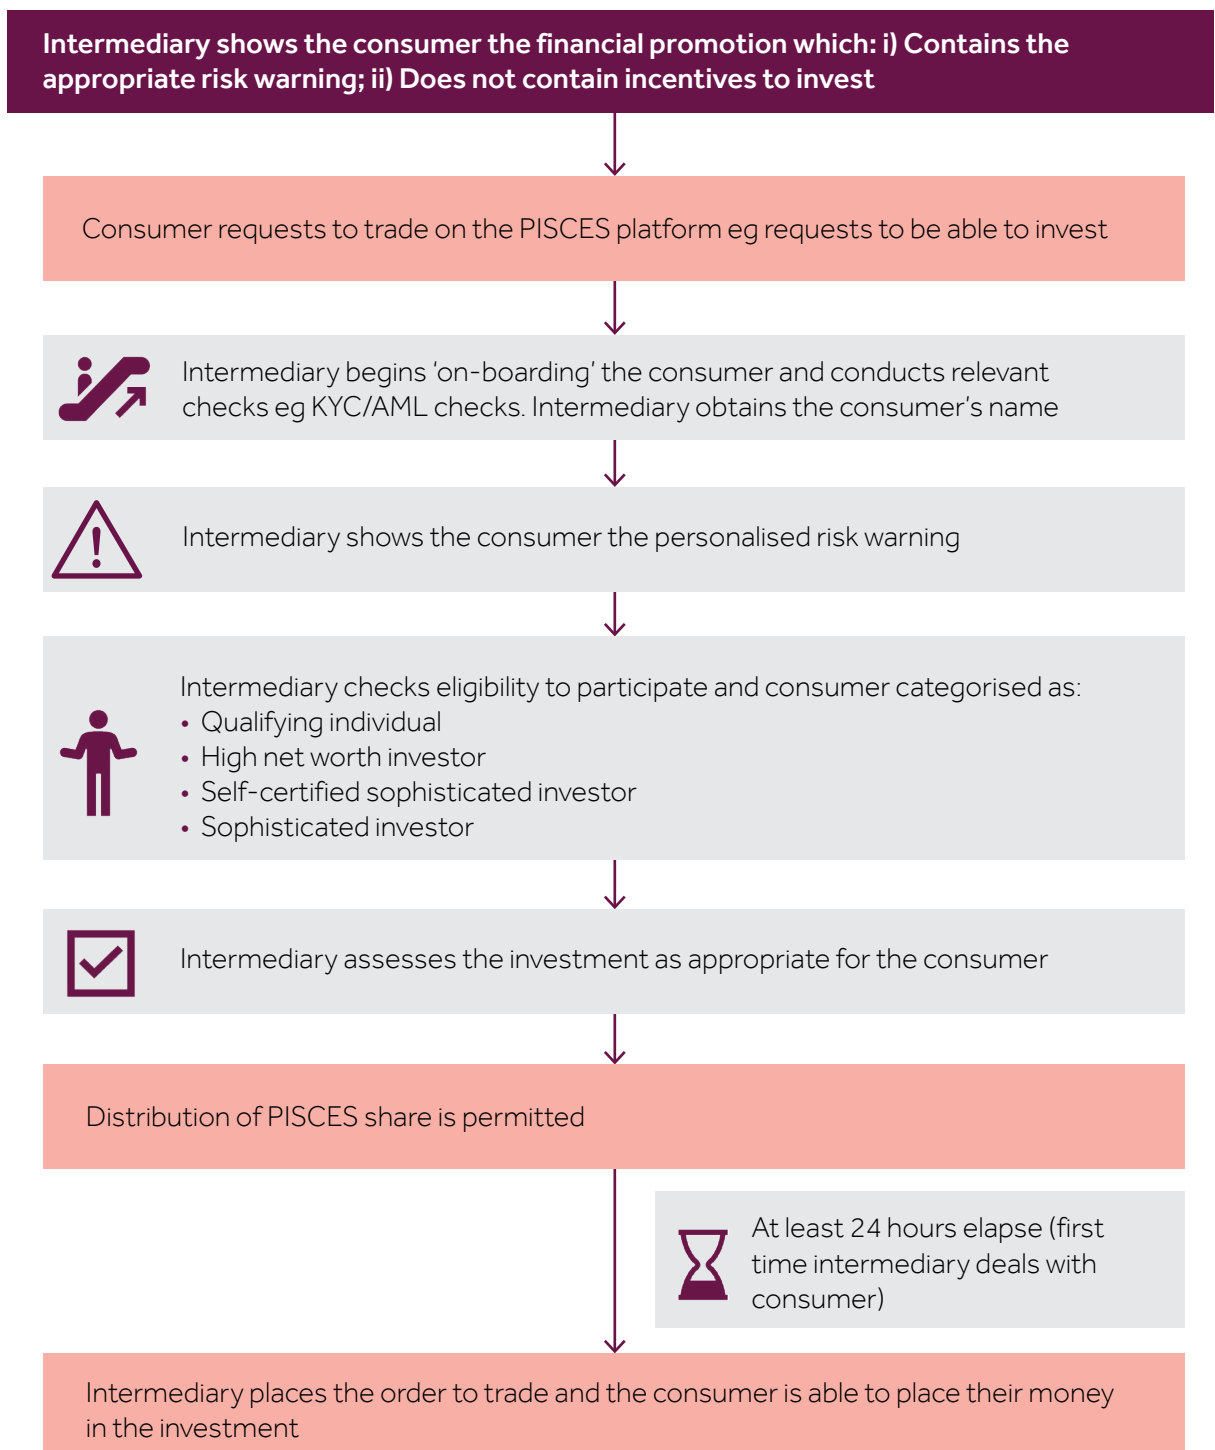 Intermediary shows the consumer the financial promotion which: i) Contains the
appropriate risk warning; ii) Does not contain incentives to invest
Consumer requests to trade on the PISCES platform eg requests to be able to invest
Intermediary begins ‘on-boarding’ the consumer and conducts relevant
checks eg KYC/AML checks. Intermediary obtains the consumer’s name
Intermediary shows the consumer the personalised risk warning
Intermediary checks eligibility to participate and consumer categorised as:
• Qualifying individual
• High net worth investor
• Self-certified sophisticated investor
• Sophisticated investor
Intermediary assesses the investment as appropriate for the consumer
Distribution of PISCES share is permitted
At least 24 hours elapse (first
time intermediary deals with
consumer)
Intermediary places the order to trade and the consumer is able to place their money
in the investment